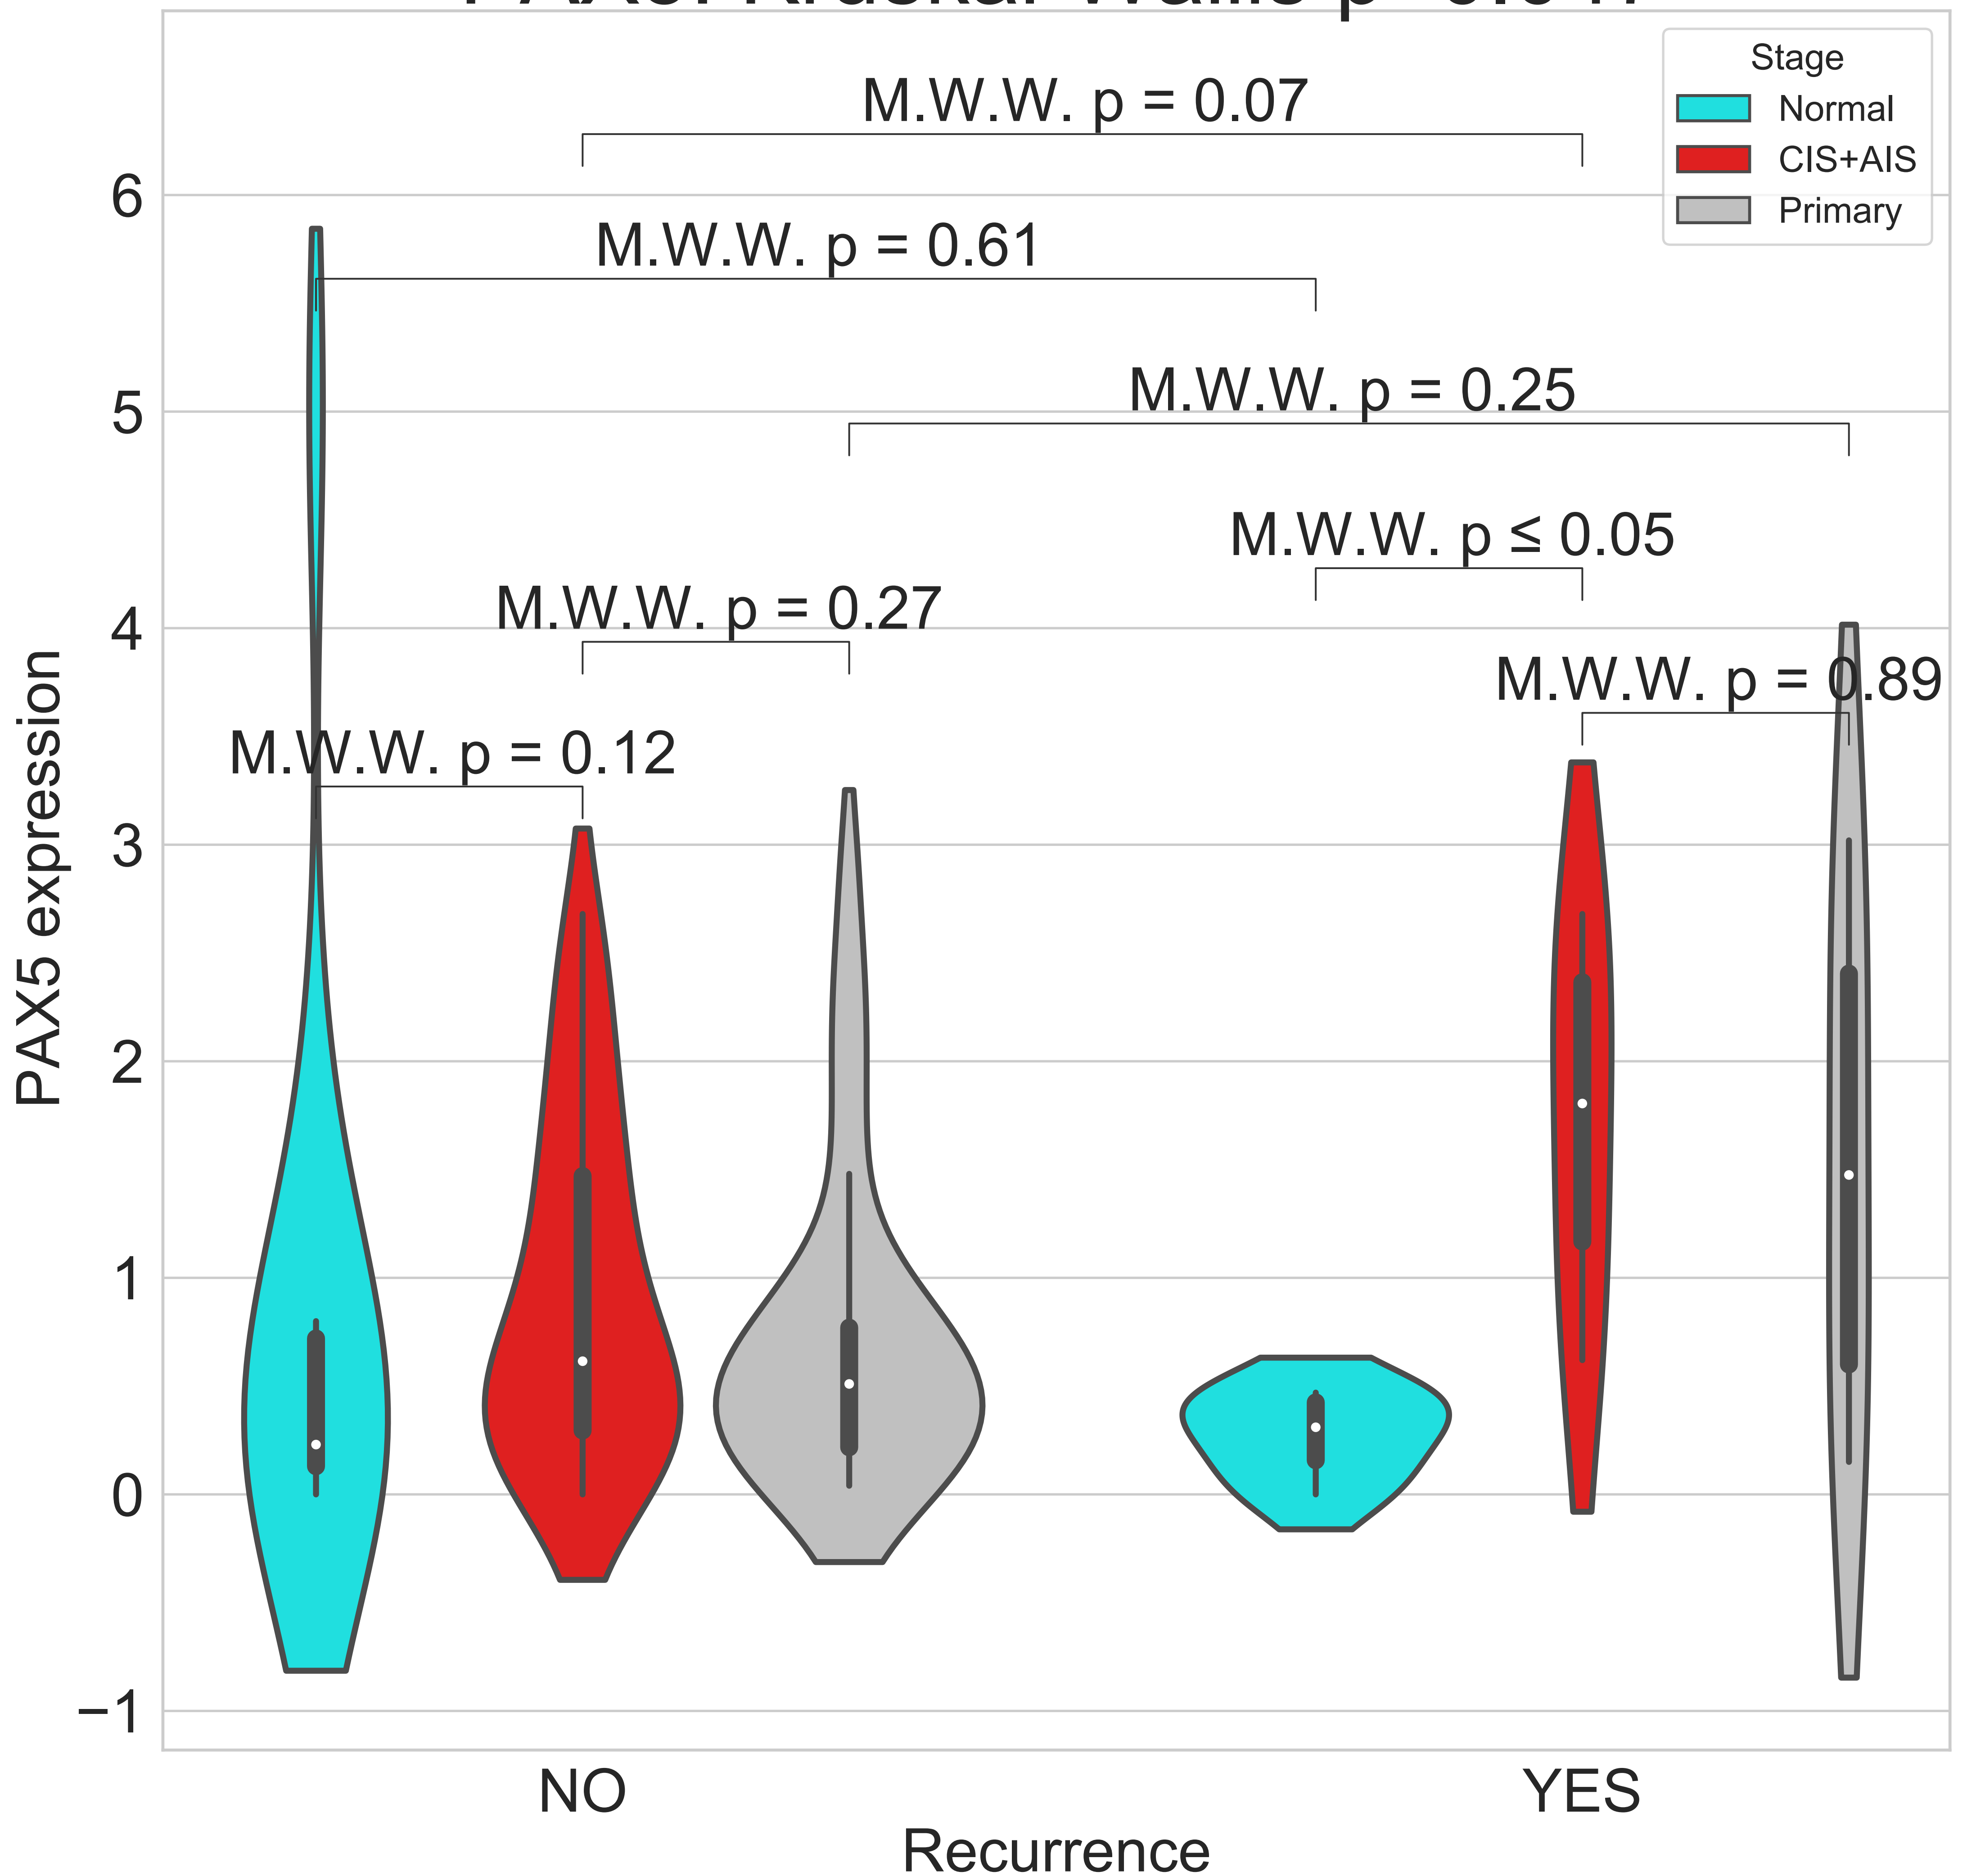 Stage
Normal
CIS+AIS
Primary
M.W.W. p = 0.07
M.W.W. p = 0.61
M.W.W. p = 0.25
M.W.W. p ≤ 0.05
M.W.W. p = 0.27
M.W.W. p = 0.89
M.W.W. p = 0.12
PAX5 expression
6
5
4
3
2
1
0
−1
NO
YES
Recurrence